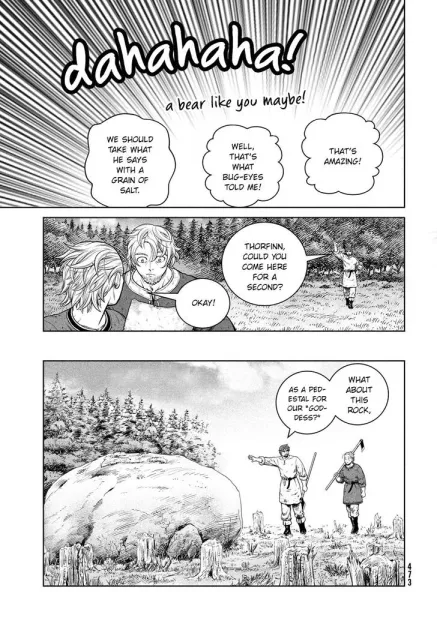 dahahaha!
a bear like you maybe!
THAT'S
AMAZING!
WELL,
THAT'S
WHAT
BUG-EYES
TOLD ME!
WE SHOULD
TAKE WHAT
HE SAYS
WITH A
GRAIN OF
SALT.
THORFINN,
COULD YOU
COME HERE
FOR A
SECOND?
OKAY!
WHAT
ABOUT
THIS
ROCK,
AS A PED-
ESTAL FOR
OUR "GOD-
DESS?"
473